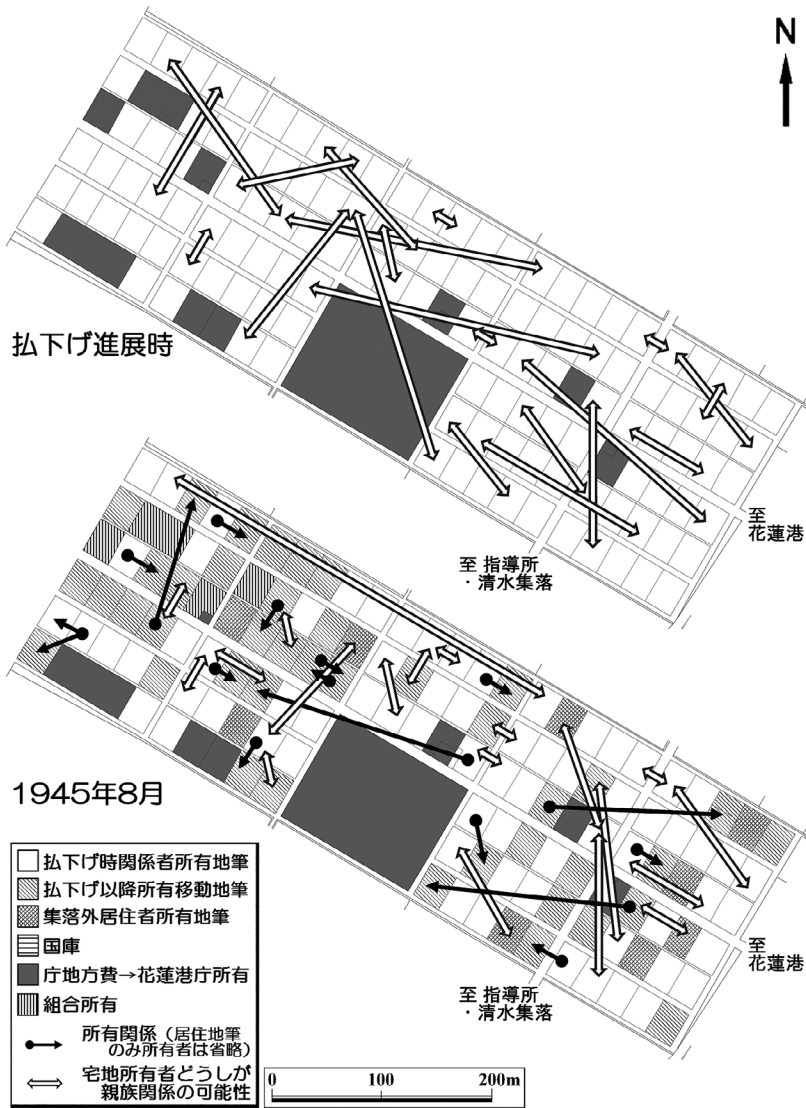 N
払下げ進展時
至
花蓮港
至 指導所
・清水集落
1945年8月
至
花蓮港
至 指導所
・清水集落
払下げ時関係者所有地筆
払下げ以降所有移動地筆
集落外居住者所有地筆
国庫
庁地方費→花蓮港庁所有
組合所有
所有関係（居住地筆
のみ所有者は省略）
宅地所有者どうしが
親族関係の可能性
0 100 200m